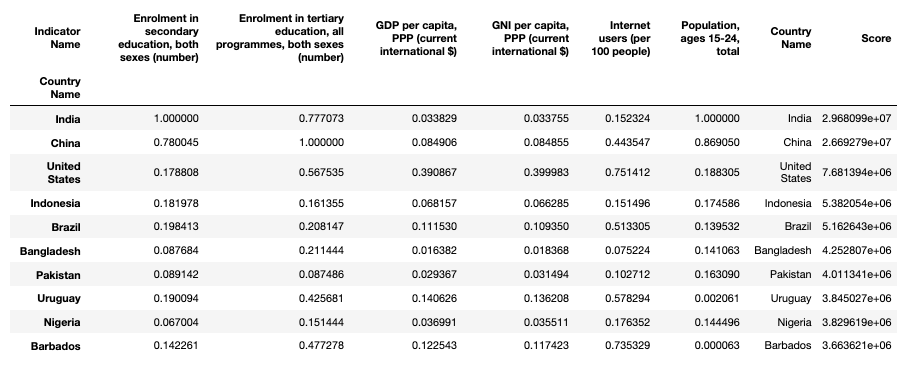 Indicator Name | Enrolment in secondary education, both sexes (number) | Enrolment in tertiary education, all programmes, both sexes (number) | GDP per capita, PPP (current international $) | GNI per capita, PPP (current international $) | Internet users (per 100 people) | Population, ages 15-24, total | Country Name | Score
Country Name
India 1.000000 0.777073 0.033829 0.033755 0.152324 1.000000 India 2.968099e+07
China 0.780045 1.000000 0.084906 0.084855 0.443547 0.869050 China 2.669279e+07
United States 0.178808 0.567535 0.390867 0.399983 0.751412 0.188305 United States 7.681394e+06
Indonesia 0.181978 0.161355 0.068157 0.066285 0.151496 0.174586 Indonesia 5.382054e+06
Brazil 0.198413 0.208147 0.111530 0.109350 0.513305 0.139532 Brazil 5.162643e+06
Bangladesh 0.087684 0.211444 0.016382 0.018368 0.075224 0.141063 Bangladesh 4.252807e+06
Pakistan 0.089142 0.087486 0.029367 0.031494 0.102712 0.163090 Pakistan 4.011341e+06
Uruguay 0.190094 0.425681 0.140626 0.136208 0.578294 0.002061 Uruguay 3.845027e+06
Nigeria 0.067004 0.151444 0.036991 0.035511 0.176352 0.144496 Nigeria 3.829619e+06
Barbados 0.142261 0.477278 0.122543 0.117423 0.735329 0.000063 Barbados 3.663621e+06